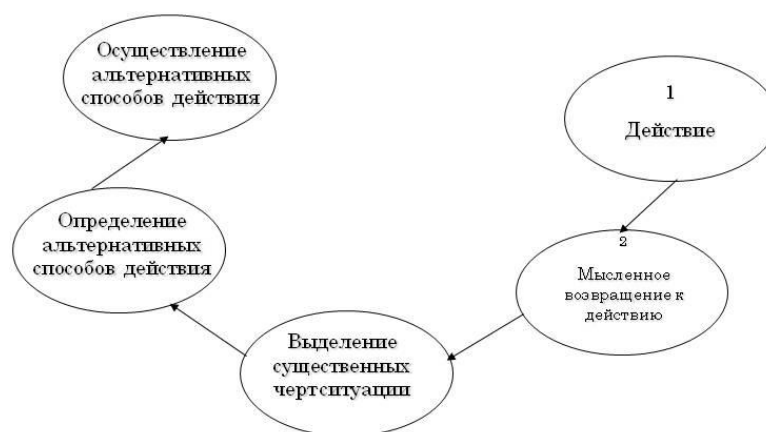 Осуществление
альтернативных
способов действия
1
Действие
Определение
альтернативных
способов действия
2
Мысленное
возвращение к
действию
Выделение
существенных
чертситуации